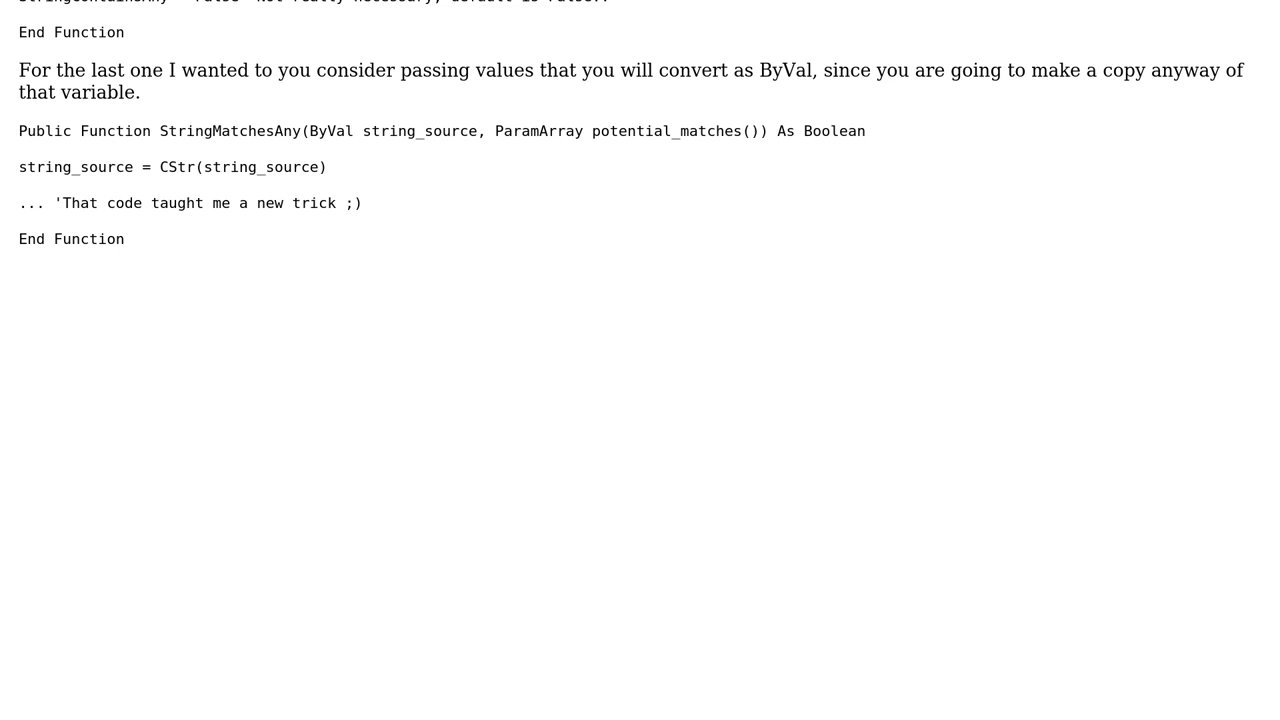 End Function
For the last one I wanted to you consider passing values that you will convert as ByVal, since you are going to make a copy anyway of
that variable.
Public Function StringMatchesAny(ByVal string_source, ParamArray potential_matches()) As Boolean
string_source = CStr(string_source)
... 'That code taught me a new trick ;)
End Function